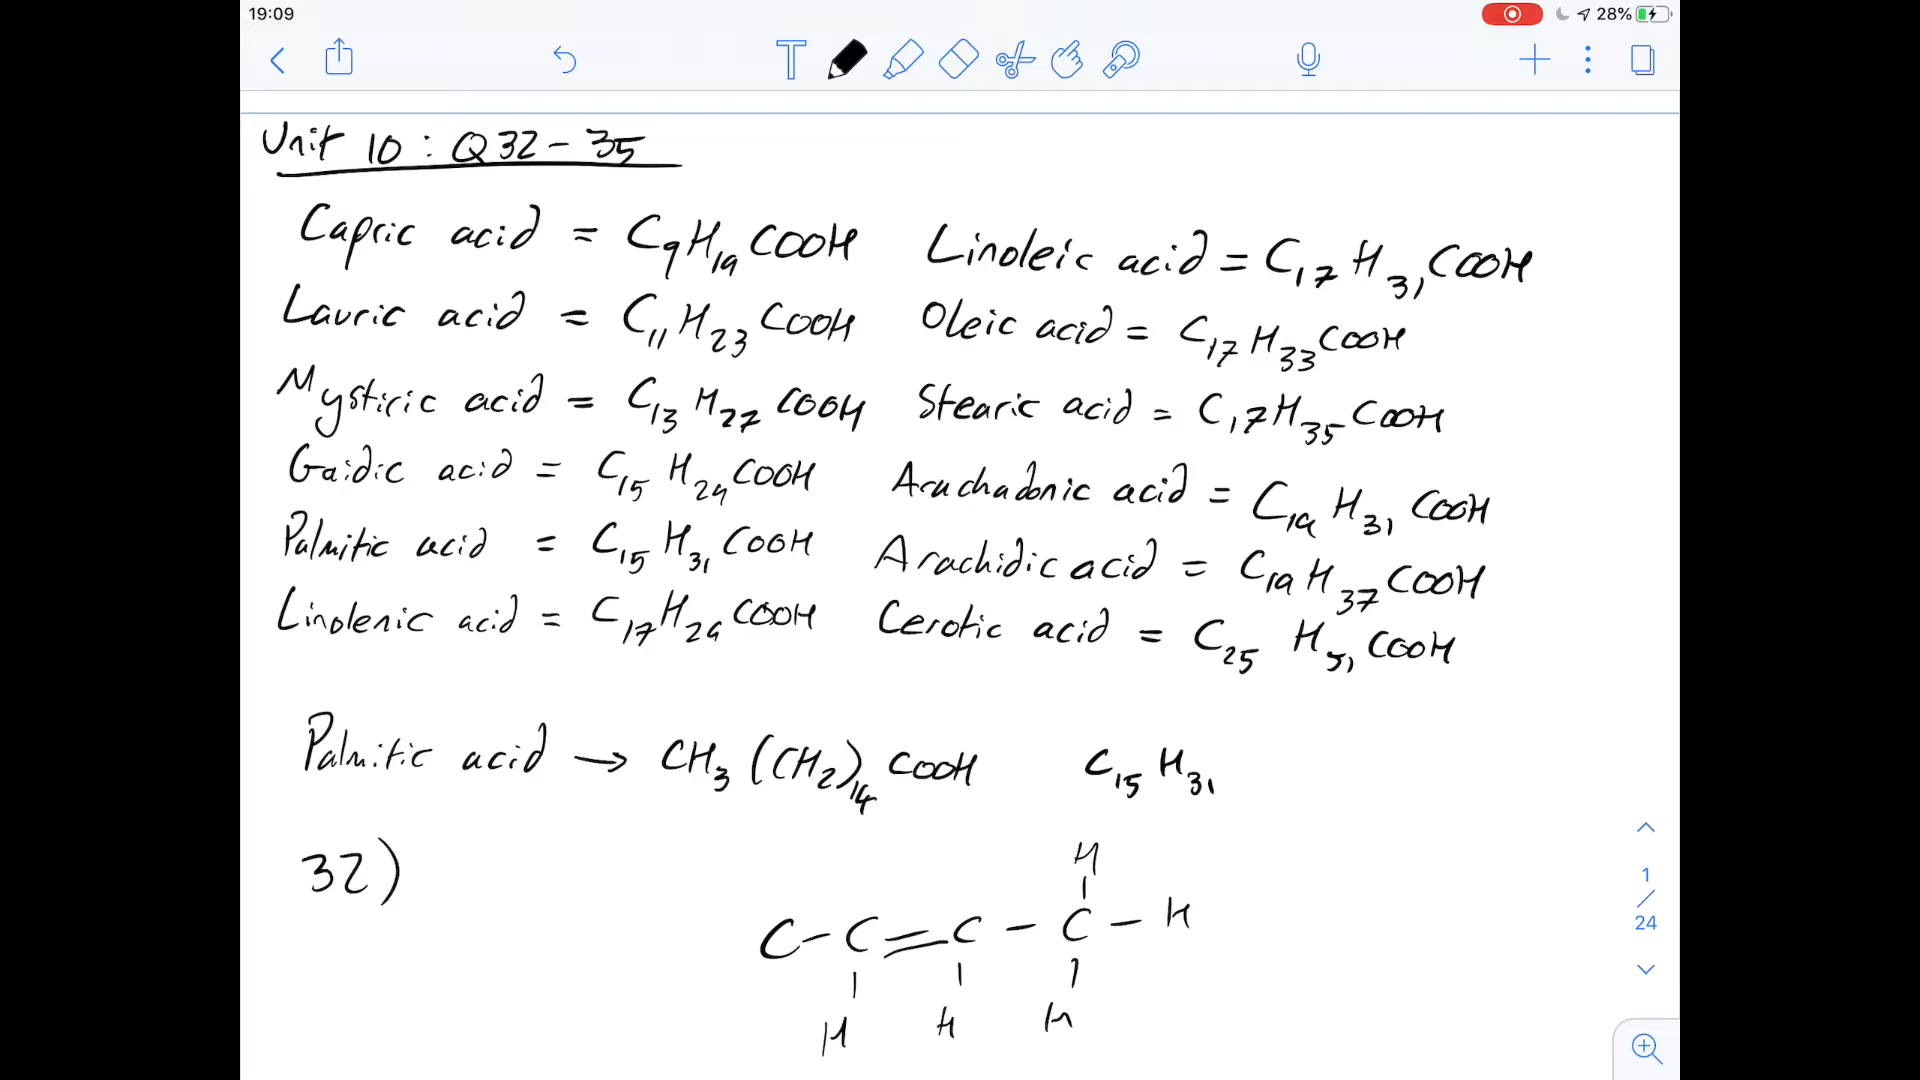 19:09
28%
Unit 10 : Q32 - 35
Capric acid = C9H19COOH
Lauric acid = C11H23COOH
Mystiric acid = C13H27COOH
Gaidic acid = C15H29COOH
Palmitic acid = C15H31COOH
Linolenic acid = C17H29COOH
Linoleic acid = C17H31COOH
Oleic acid = C17H33COOH
Stearic acid = C17H35COOH
Arachadonic acid = C19H31COOH
Arachidic acid = C19H37COOH
Cerotic acid = C25H51COOH
Palmitic acid → CH3(CH2)14COOH C15H31
32)
H
C - C = C - C - H
H H H
1
/
24